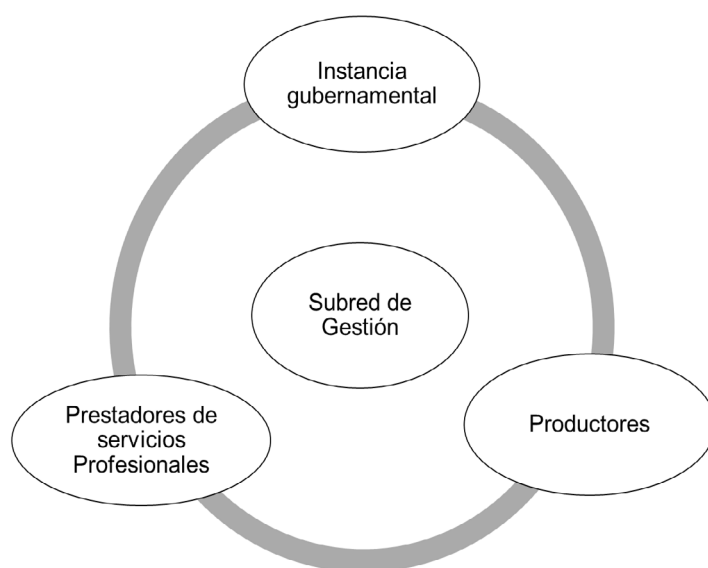 Instancia
gubernamental
Subred de
Gestión
Prestadores de
servicios
Profesionales
Productores